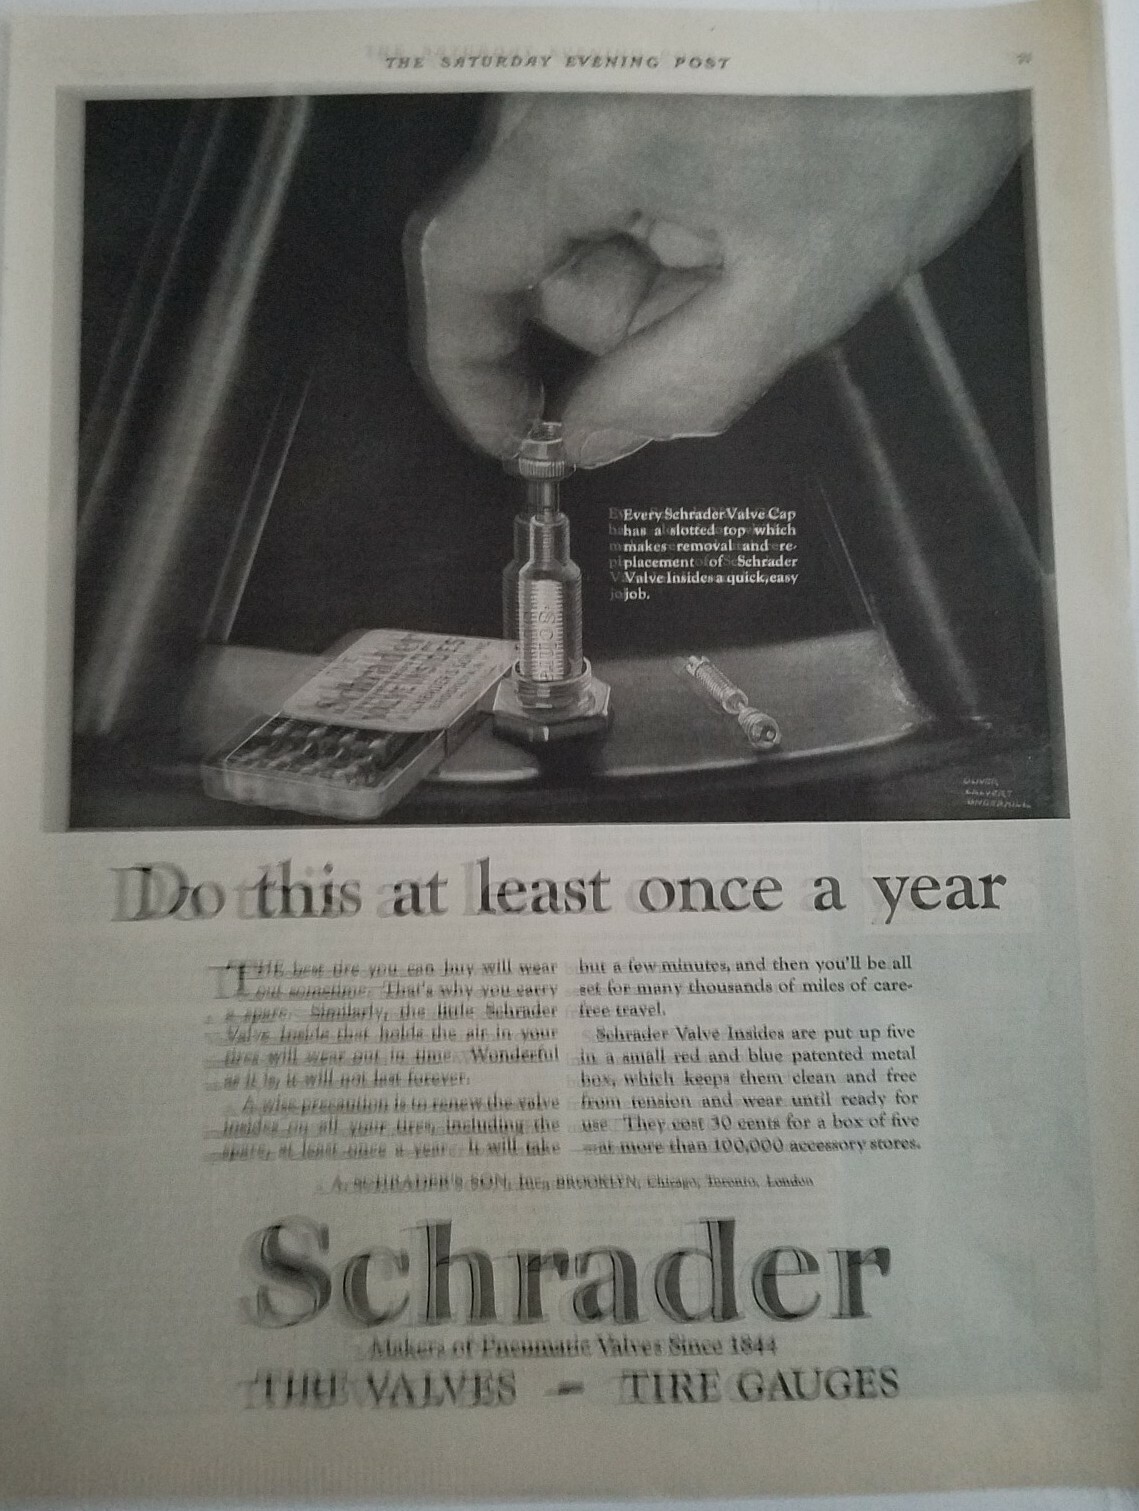 THE SATURDAY EVENING POST
Every Schrader Valve Cap
has a slotted top which
makes removal and re-
placement of Schrader
Valve Insides a quick, easy
job.
Schrader
VALVE INSIDES
OLIVER
CALVERT
UNDERHILL
Do this at least once a year
THE best tire you can buy will wear
out sometime. That's why you carry
a spare. Similarly, the little Schrader
Valve Inside that holds the air in your
tires will wear out in time. Wonderful
as it is, it will not last forever.
A wise precaution is to renew the valve
insides on all your tires, including the
spare, at least once a year. It will take
but a few minutes, and then you'll be all
set for many thousands of miles of care-
free travel.
Schrader Valve Insides are put up five
in a small red and blue patented metal
box, which keeps them clean and free
from tension and wear until ready for
use. They cost 30 cents for a box of five
—at more than 100,000 accessory stores.
A. SCHRADER'S SON, Inc., BROOKLYN, Chicago, Toronto, London
Schrader
Makers of Pneumatic Valves Since 1844
TIRE VALVES - TIRE GAUGES